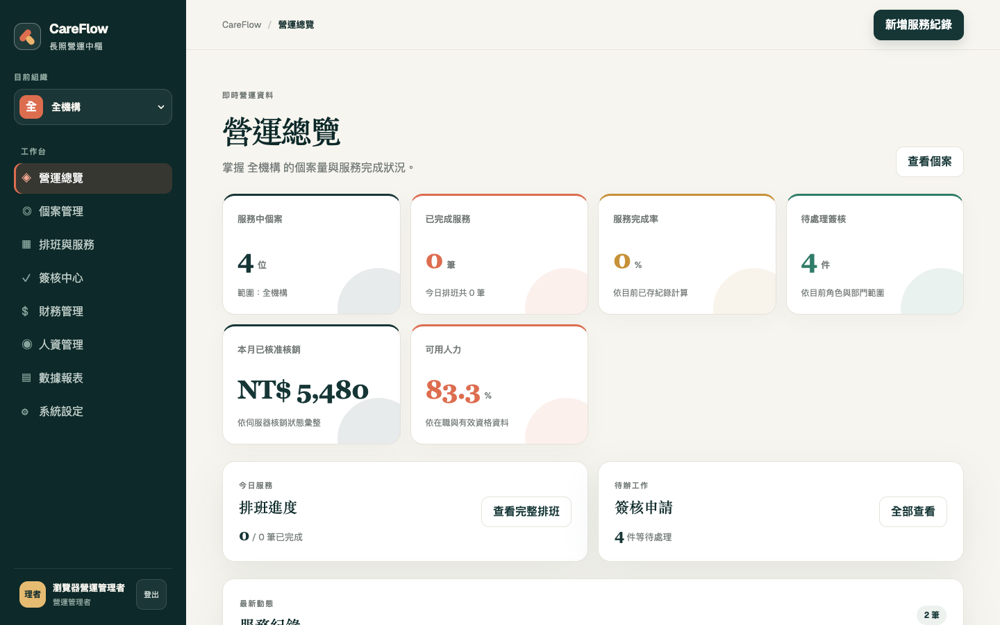 CareFlow
長照營運中樞
目前組織
全
全機構
工作台
營運總覽
個案管理
排班與服務
簽核中心
財務管理
人資管理
數據報表
系統設定
理者
瀏覽器營運管理者
營運管理者
登出
CareFlow / 營運總覽
新增服務紀錄
即時營運資料
營運總覽
掌握 全機構 的個案量與服務完成狀況。
查看個案
服務中個案
4 位
範圍：全機構
已完成服務
0 筆
今日排班共 0 筆
服務完成率
0 %
依目前已存紀錄計算
待處理簽核
4 件
依目前角色與部門範圍
本月已核准核銷
NT$ 5,480
依伺服器核銷狀態彙整
可用人力
83.3 %
依在職與有效資格資料
今日服務
排班進度
0 / 0 筆已完成
查看完整排班
待辦工作
簽核申請
4 件等待處理
全部查看
最新動態
服務紀錄
2 筆